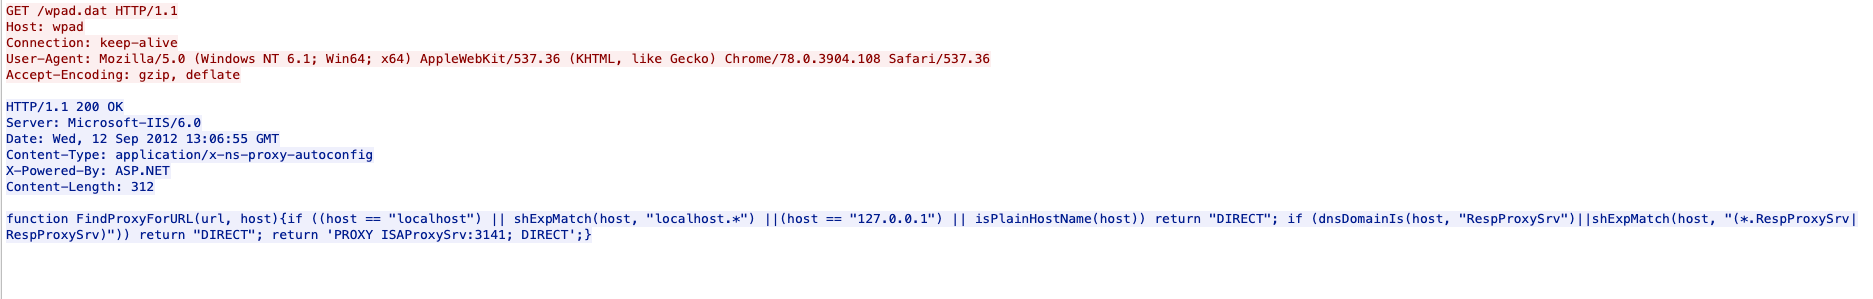 GET /wpad.dat HTTP/1.1
Host: wpad
Connection: keep-alive
User-Agent: Mozilla/5.0 (Windows NT 6.1; Win64; x64) AppleWebKit/537.36 (KHTML, like Gecko) Chrome/78.0.3904.108 Safari/537.36
Accept-Encoding: gzip, deflate
HTTP/1.1 200 OK
Server: Microsoft-IIS/6.0
Date: Wed, 12 Sep 2012 13:06:55 GMT
Content-Type: application/x-ns-proxy-autoconfig
X-Powered-By: ASP.NET
Content-Length: 312
function FindProxyForURL(url, host){if ((host == "localhost") || shExpMatch(host, "localhost.*") ||(host == "127.0.0.1") || isPlainHostName(host)) return "DIRECT"; if (dnsDomainIs(host, "RespProxySrv")||shExpMatch(host, "(*.RespProxySrv|
RespProxySrv)")) return "DIRECT"; return 'PROXY ISAProxySrv:3141; DIRECT';}